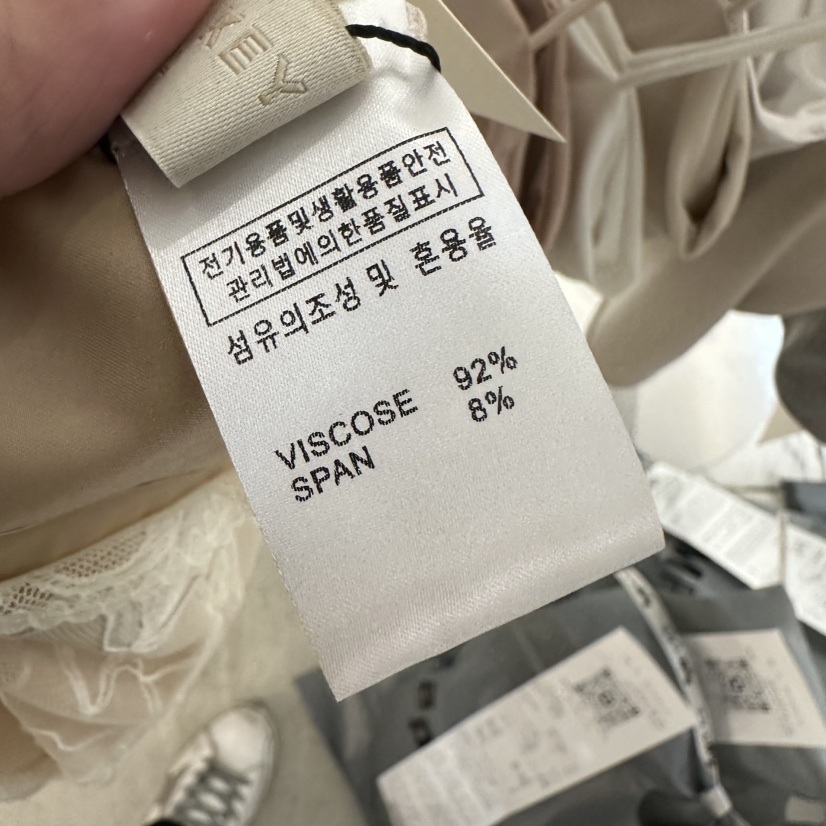 KEY
전기용품및생활용품안전
관리법에의한품질표시
섬유의조성 및 혼용율
VISCOSE 92%
SPAN 8%